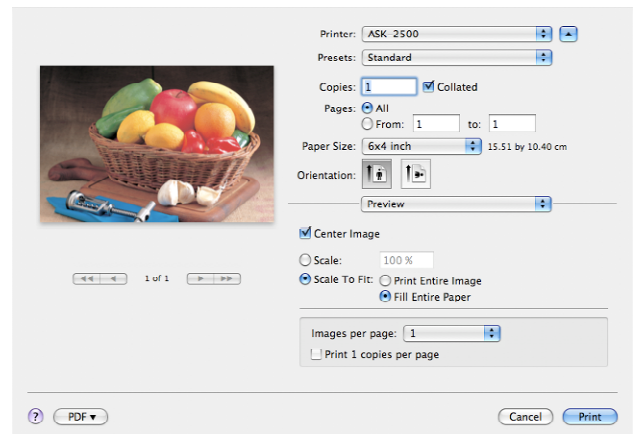 Printer: ASK 2500
Presets: Standard
Copies: 1 Collated
Pages: All
From: 1 to: 1
Paper Size: 6x4 inch 15.51 by 10.40 cm
Orientation:
Preview
Center Image
Scale: 100 %
Scale To Fit: Print Entire Image
Fill Entire Paper
1 of 1
Images per page: 1
Print 1 copies per page
? PDF ▾ Cancel Print